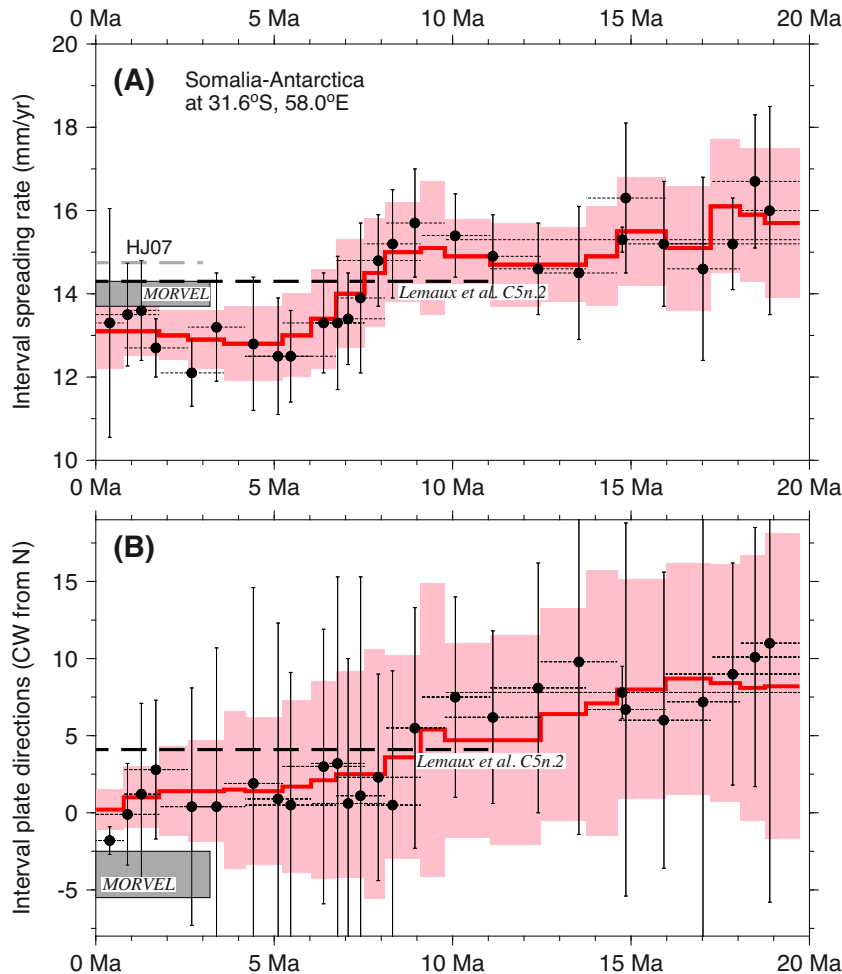 0 Ma 5 Ma 10 Ma 15 Ma 20 Ma
20
18
16
14
12
10
Interval spreading rate (mm/yr)
(A) Somalia-Antarctica
at 31.6°S, 58.0°E
HJ07
MORVEL
Lemaux et al. C5n.2
0 Ma 5 Ma 10 Ma 15 Ma 20 Ma
15
10
5
0
-5
Interval plate directions (CW from N)
(B)
Lemaux et al. C5n.2
MORVEL
0 Ma 5 Ma 10 Ma 15 Ma 20 Ma